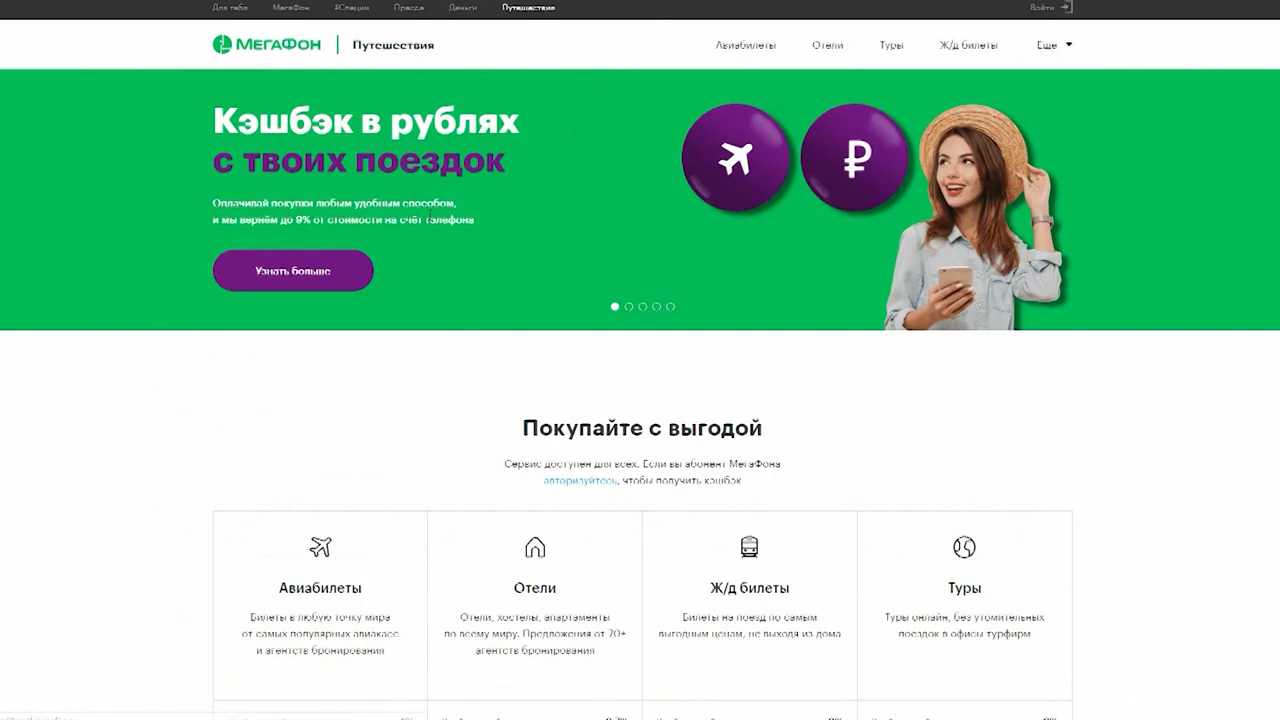 Для тебя МегаФон #Специи Пресса Деньги Путешествия Войти
МЕГАФОН Путешествия Авиабилеты Отели Туры Ж/д билеты Еще
Кэшбэк в рублях
с твоих поездок
Оплачивай покупки любым удобным способом,
и мы вернём до 9% от стоимости на счёт телефона
Узнать больше
Покупайте с выгодой
Сервис доступен для всех. Если вы абонент МегаФона
авторизуйтесь, чтобы получить кэшбэк
Авиабилеты Отели Ж/д билеты Туры
Билеты в любую точку мира Отели, хостелы, апартаменты Билеты на поезд по самым Туры онлайн, без утомительных
от самых популярных авиакасс по всему миру. Предложения от 70+ выгодным ценам, не выходя из дома поездок в офисы турфирм
и агентств бронирования агентств бронирования